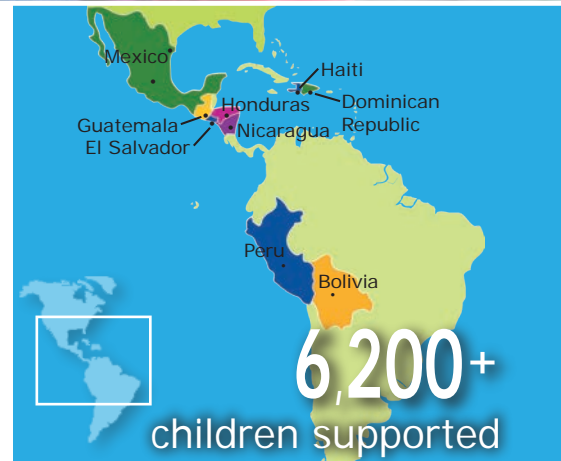 Mexico
Haiti
Honduras
Dominican
Republic
Guatemala
Nicaragua
El Salvador
Peru
Bolivia
6,200+
children supported